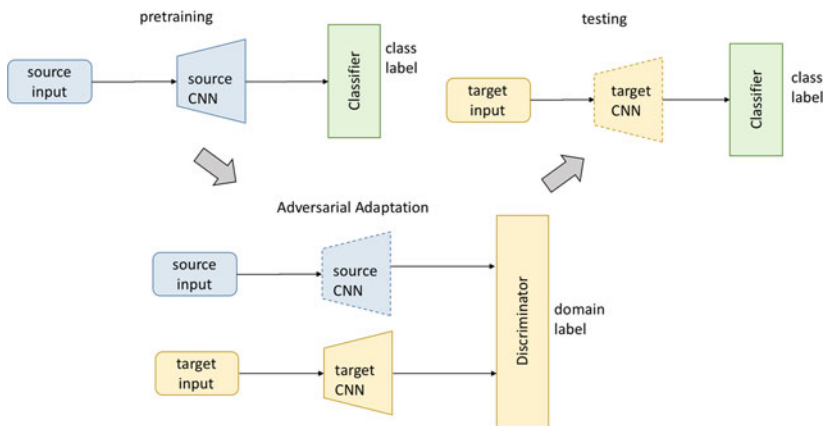 pretraining
source
input
source
CNN
Classifier
class
label
testing
target
input
target
CNN
Classifier
class
label
Adversarial Adaptation
source
input
source
CNN
target
input
target
CNN
Discriminator
domain
label